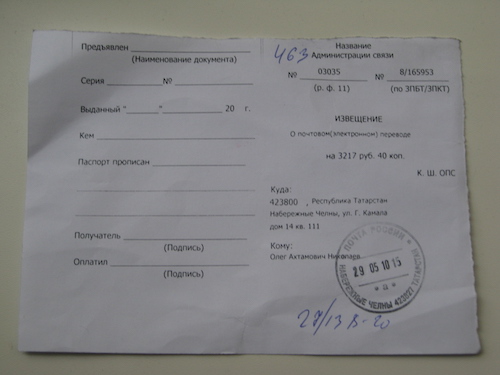 Предъявлен
(Наименование документа)
Серия № 
Выданный "    "    20  г.
Кем
Паспорт прописан
Получатель
(Подпись)
Оплатил
(Подпись)
463
Название
Администрации связи
№ 03035 № 8/165953
(р. ф. 11) (по ЗПБТ/ЗПКТ)
ИЗВЕЩЕНИЕ
О почтовом(электронном) переводе
на 3217 руб. 40 коп.
К. Ш. ОПС
Куда:
423800 , Республика Татарстан
Набережные Челны, ул. Г. Камала
дом 14 кв. 111
Кому:
Олег Ахтамович
ПОЧТА РОССИИ
29 05 10 15
НАБЕРЕЖНЫЕ ЧЕЛНЫ 423827 ТАТАРСТАН